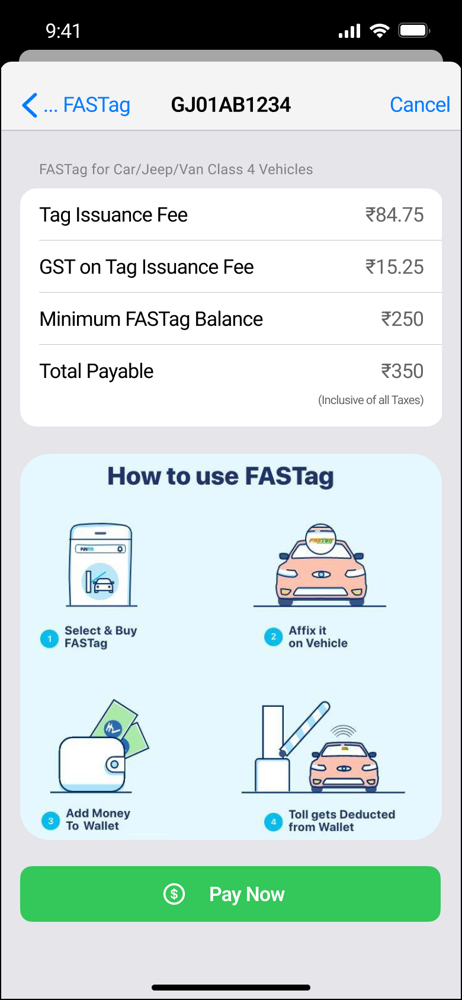 9:41
... FASTag
GJ01AB1234
Cancel
FASTag for Car/Jeep/Van Class 4 Vehicles
Tag Issuance Fee ₹84.75
GST on Tag Issuance Fee ₹15.25
Minimum FASTag Balance ₹250
Total Payable ₹350
(Inclusive of all Taxes)
How to use FASTag
Paytm
FASTag
1 Select & Buy
FASTag
2 Affix it
on Vehicle
3 Add Money
To Wallet
4 Toll gets Deducted
from Wallet
$ Pay Now